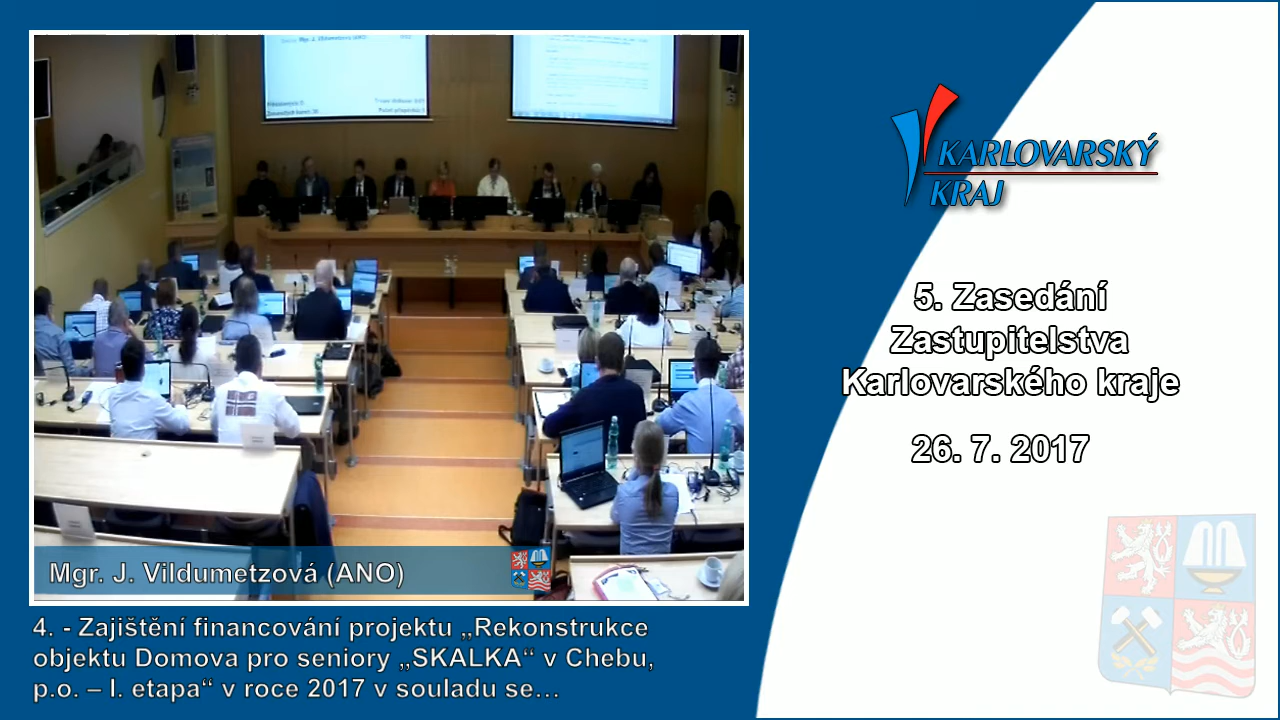 KARLOVARSKÝ
KRAJ
5. Zasedání
Zastupitelstva
Karlovarského kraje
26. 7. 2017
Mgr. J. Vildumetzová (ANO)
4. - Zajištění financování projektu „Rekonstrukce
objektu Domova pro seniory „SKALKA“ v Chebu,
p.o. – I. etapa“ v roce 2017 v souladu se...